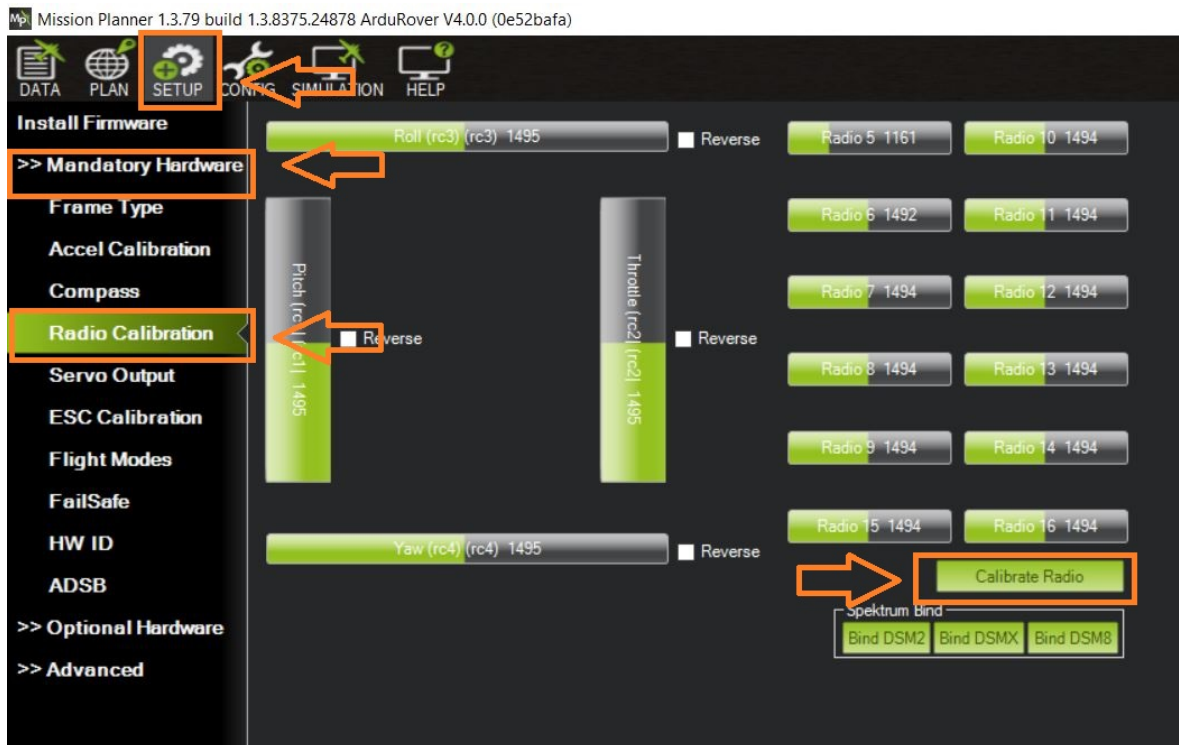 Mission Planner 1.3.79 build 1.3.8375.24878 ArduRover V4.0.0 (0e52bafa)
DATA PLAN SETUP CONFIG SIMULATION HELP
Install Firmware
>> Mandatory Hardware
Frame Type
Accel Calibration
Compass
Radio Calibration
Servo Output
ESC Calibration
Flight Modes
FailSafe
HW ID
ADSB
>> Optional Hardware
>> Advanced
Roll (rc3) (rc3) 1495
Reverse
Pitch (rc1) (rc1) 1495
Reverse
Throttle (rc2) (rc2) 1495
Reverse
Yaw (rc4) (rc4) 1495
Reverse
Radio 5 1161
Radio 10 1494
Radio 6 1492
Radio 11 1494
Radio 7 1494
Radio 12 1494
Radio 8 1494
Radio 13 1494
Radio 9 1494
Radio 14 1494
Radio 15 1494
Radio 16 1494
Calibrate Radio
Spektrum Bind
Bind DSM2 Bind DSMX Bind DSM8